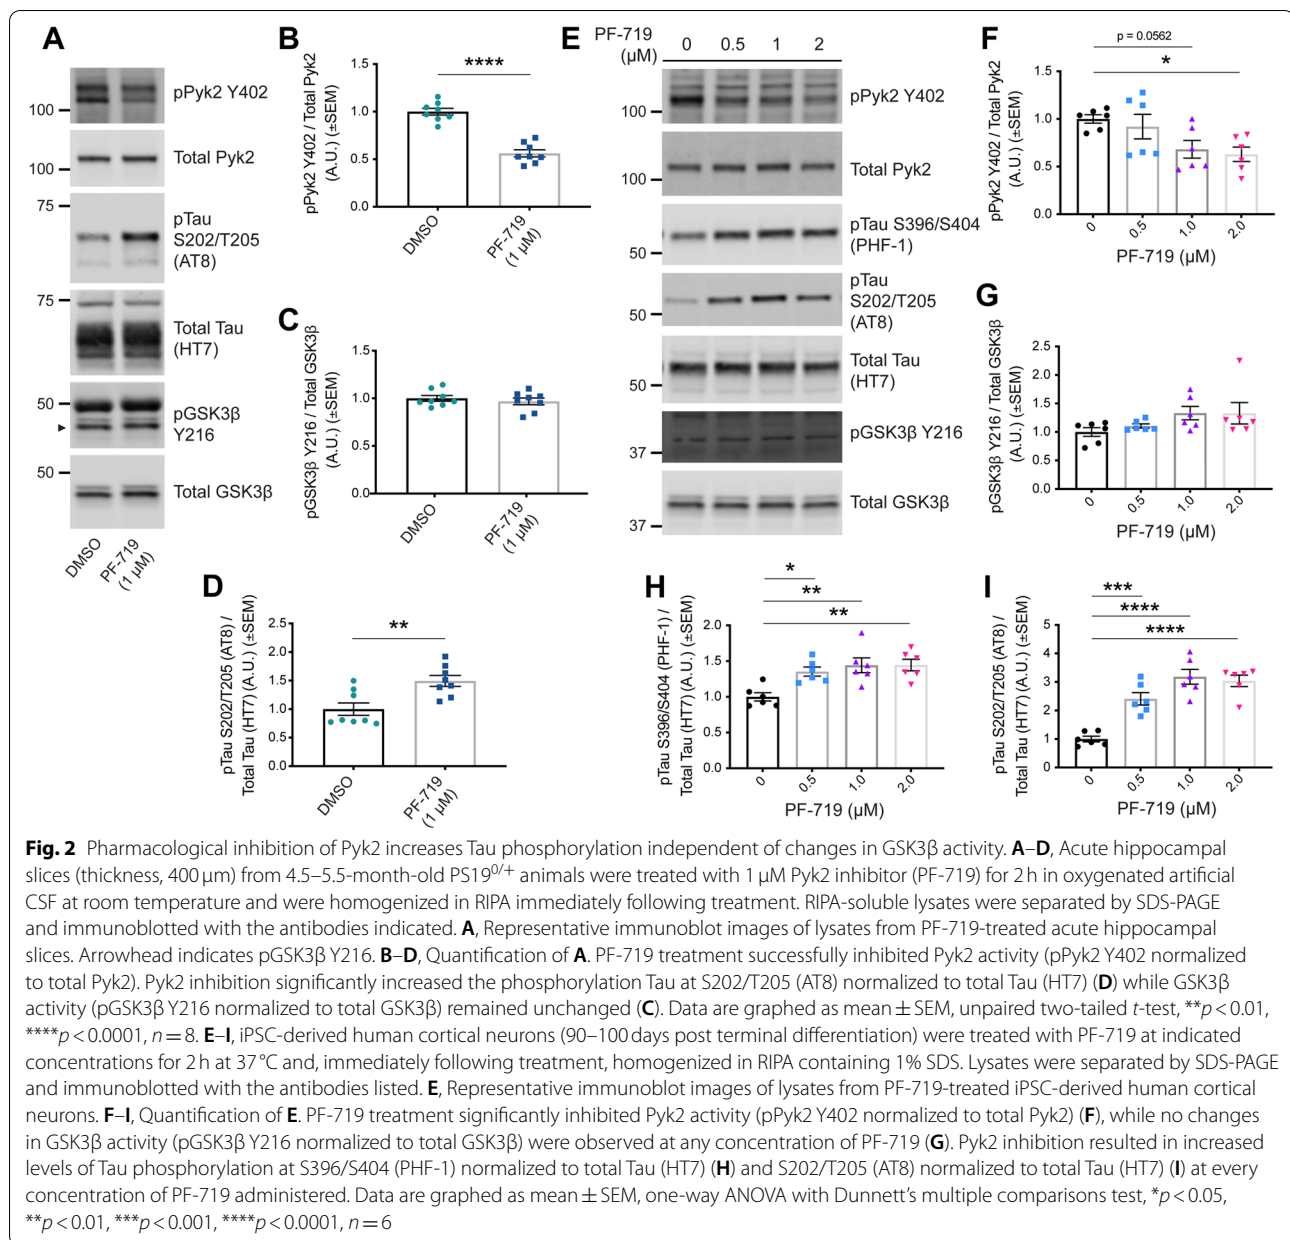 A
100
pPyk2 Y402
100
Total Pyk2
75
pTau
S202/T205
(AT8)
75
Total Tau
(HT7)
50
pGSK3β
Y216
50
Total GSK3β
DMSO
PF-719
(1 µM)
B
pPyk2 Y402 / Total Pyk2
(A.U.) (±SEM)
1.5
1.0
0.5
0.0
****
DMSO
PF-719
(1 µM)
C
pGSK3β Y216 / Total GSK3β
(A.U.) (±SEM)
2.0
1.5
1.0
0.5
0.0
DMSO
PF-719
(1 µM)
D
pTau S202/T205 (AT8) /
Total Tau (HT7) (A.U.) (±SEM)
2.5
2.0
1.5
1.0
0.5
0.0
**
DMSO
PF-719
(1 µM)
E
PF-719
(µM)
0 0.5 1 2
100
pPyk2 Y402
100
Total Pyk2
50
pTau S396/S404
(PHF-1)
50
pTau
S202/T205
(AT8)
50
Total Tau
(HT7)
37
pGSK3β Y216
37
Total GSK3β
F
pPyk2 Y402 / Total Pyk2
(A.U.) (±SEM)
1.5
1.0
0.5
0.0
p = 0.0562
*
0 0.5 1.0 2.0
PF-719 (µM)
G
pGSK3β Y216 / Total GSK3β
(A.U.) (±SEM)
2.5
2.0
1.5
1.0
0.5
0.0
0 0.5 1.0 2.0
PF-719 (µM)
H
pTau S396/S404 (PHF-1) /
Total Tau (HT7) (A.U.) (±SEM)
2.0
1.5
1.0
0.5
0.0
*
**
**
0 0.5 1.0 2.0
PF-719 (µM)
I
pTau S202/T205 (AT8) /
Total Tau (HT7) (A.U.) (±SEM)
5
4
3
2
1
0
***
****
****
0 0.5 1.0 2.0
PF-719 (µM)
Fig. 2 Pharmacological inhibition of Pyk2 increases Tau phosphorylation independent of changes in GSK3β activity. A–D, Acute hippocampal
slices (thickness, 400 µm) from 4.5–5.5-month-old PS190/+ animals were treated with 1 µM Pyk2 inhibitor (PF-719) for 2 h in oxygenated artificial
CSF at room temperature and were homogenized in RIPA immediately following treatment. RIPA-soluble lysates were separated by SDS-PAGE
and immunoblotted with the antibodies indicated. A, Representative immunoblot images of lysates from PF-719-treated acute hippocampal
slices. Arrowhead indicates pGSK3β Y216. B–D, Quantification of A. PF-719 treatment successfully inhibited Pyk2 activity (pPyk2 Y402 normalized
to total Pyk2). Pyk2 inhibition significantly increased the phosphorylation Tau at S202/T205 (AT8) normalized to total Tau (HT7) (D) while GSK3β
activity (pGSK3β Y216 normalized to total GSK3β) remained unchanged (C). Data are graphed as mean ± SEM, unpaired two-tailed t-test, **p < 0.01,
****p < 0.0001, n = 8. E–I, iPSC-derived human cortical neurons (90–100 days post terminal differentiation) were treated with PF-719 at indicated
concentrations for 2 h at 37 °C and, immediately following treatment, homogenized in RIPA containing 1% SDS. Lysates were separated by SDS-PAGE
and immunoblotted with the antibodies listed. E, Representative immunoblot images of lysates from PF-719-treated iPSC-derived human cortical
neurons. F–I, Quantification of E. PF-719 treatment significantly inhibited Pyk2 activity (pPyk2 Y402 normalized to total Pyk2) (F), while no changes
in GSK3β activity (pGSK3β Y216 normalized to total GSK3β) were observed at any concentration of PF-719 (G). Pyk2 inhibition resulted in increased
levels of Tau phosphorylation at S396/S404 (PHF-1) normalized to total Tau (HT7) (H) and S202/T205 (AT8) normalized to total Tau (HT7) (I) at every
concentration of PF-719 administered. Data are graphed as mean ± SEM, one-way ANOVA with Dunnett's multiple comparisons test, *p < 0.05,
**p < 0.01, ***p < 0.001, ****p < 0.0001, n = 6